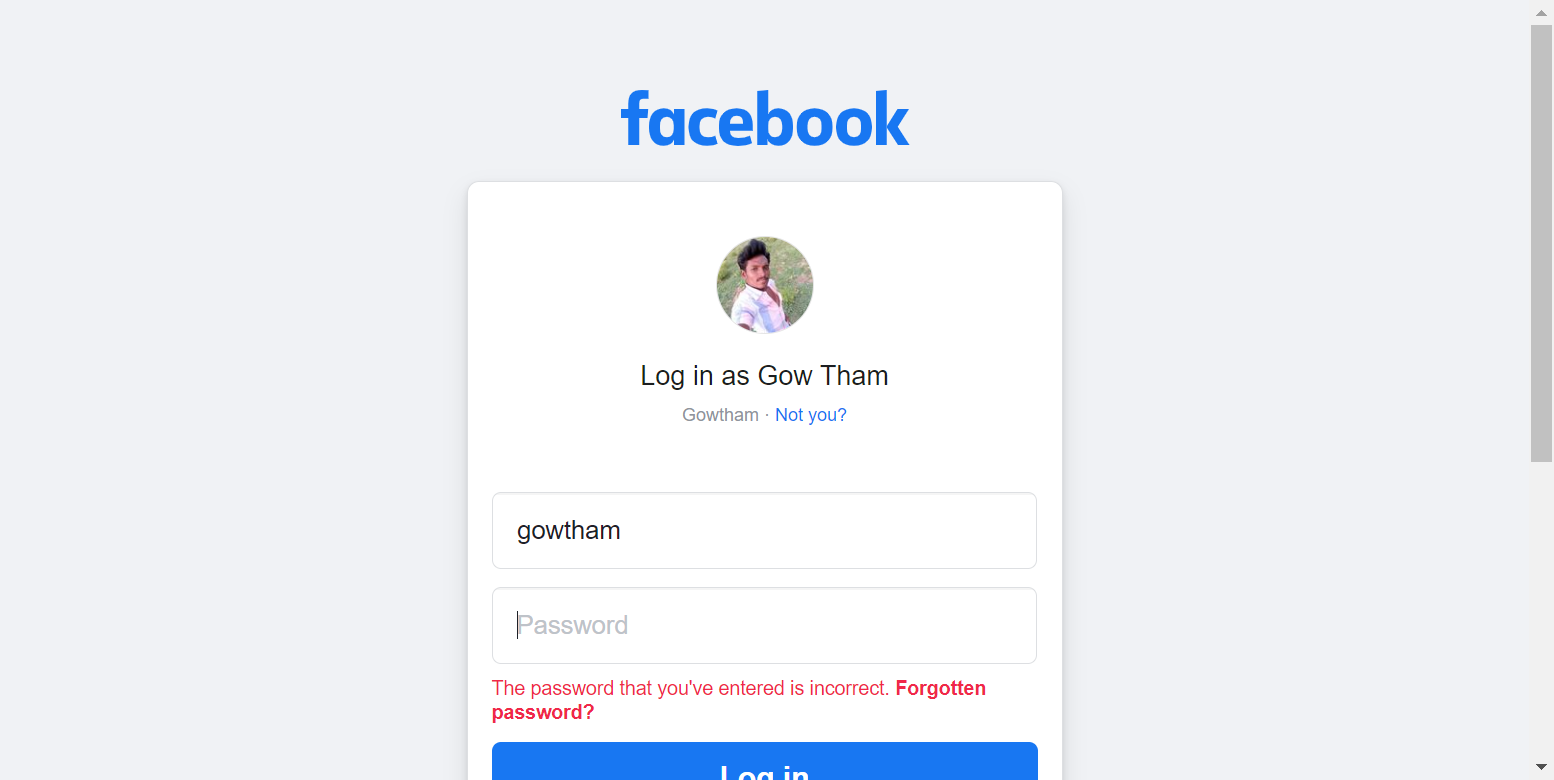 facebook
Log in as Gow Tham
Gowtham · Not you?
gowtham
Password
The password that you've entered is incorrect. Forgotten
password?
Log in